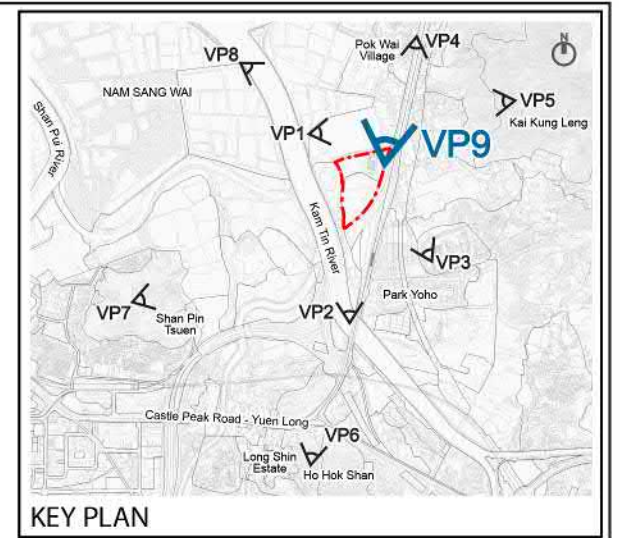 N
VP8
Pok Wai
Village
VP4
NAM SANG WAI
VP5
Kai Kung Leng
Shan Pui River
VP1
VP9
Kam Tin River
VP3
Park Yoho
VP7
Shan Pin
Tsuen
VP2
Castle Peak Road - Yuen Long
VP6
Long Shin
Estate
Ho Hok Shan
KEY PLAN